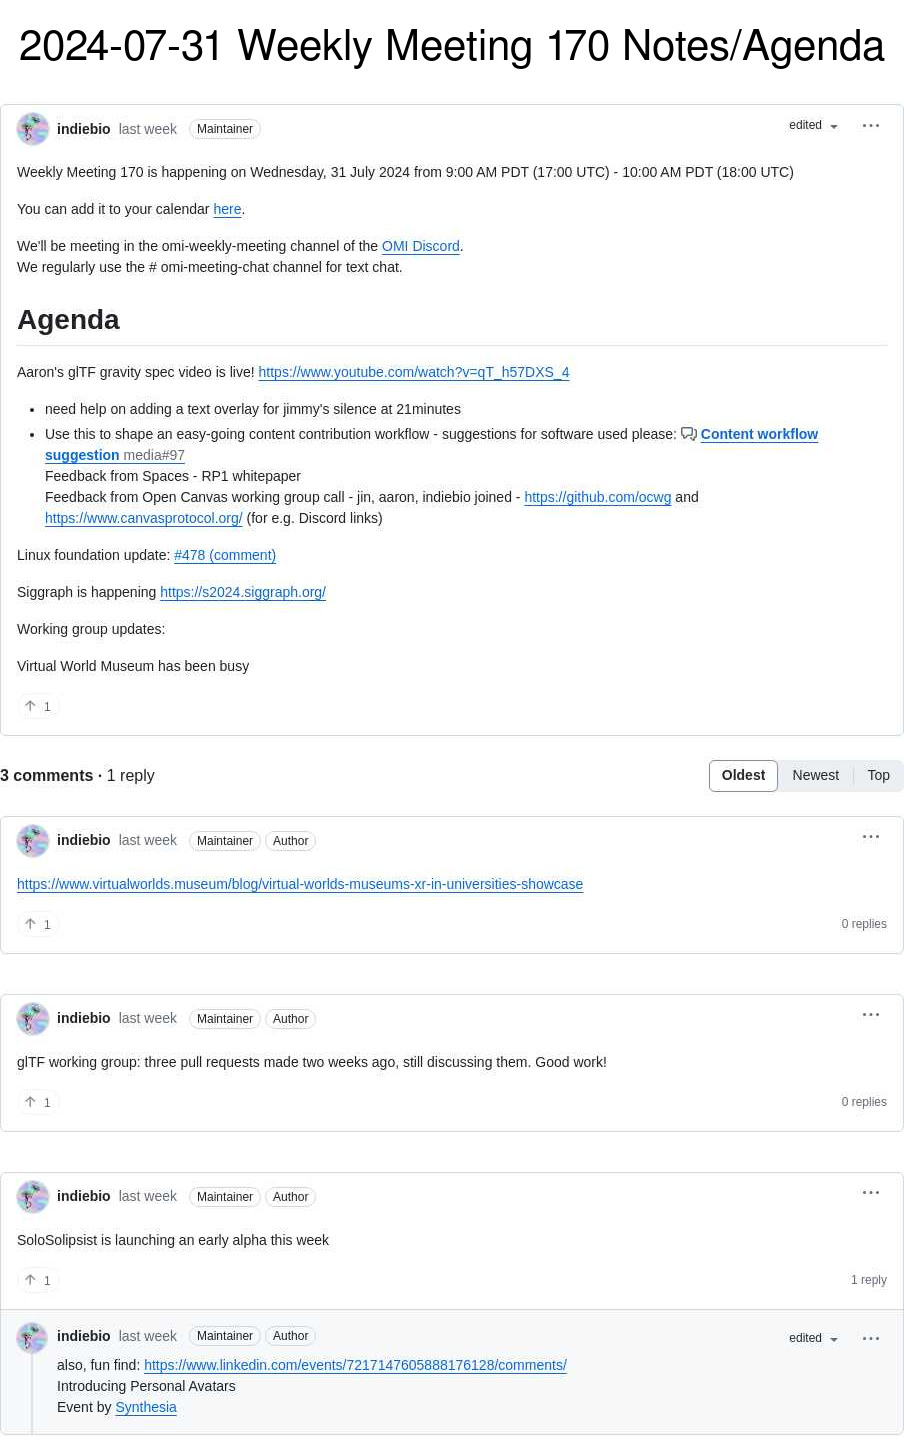 2024-07-31 Weekly Meeting 170 Notes/Agenda
indiebio last week Maintainer edited
Weekly Meeting 170 is happening on Wednesday, 31 July 2024 from 9:00 AM PDT (17:00 UTC) - 10:00 AM PDT (18:00 UTC)
You can add it to your calendar here.
We'll be meeting in the omi-weekly-meeting channel of the OMI Discord.
We regularly use the # omi-meeting-chat channel for text chat.
Agenda
Aaron's glTF gravity spec video is live! https://www.youtube.com/watch?v=qT_h57DXS_4
• need help on adding a text overlay for jimmy's silence at 21minutes
• Use this to shape an easy-going content contribution workflow - suggestions for software used please: Content workflow
suggestion media#97
Feedback from Spaces - RP1 whitepaper
Feedback from Open Canvas working group call - jin, aaron, indiebio joined - https://github.com/ocwg and
https://www.canvasprotocol.org/ (for e.g. Discord links)
Linux foundation update: #478 (comment)
Siggraph is happening https://s2024.siggraph.org/
Working group updates:
Virtual World Museum has been busy
1
3 comments · 1 reply Oldest Newest Top
indiebio last week Maintainer Author
https://www.virtualworlds.museum/blog/virtual-worlds-museums-xr-in-universities-showcase
1 0 replies
indiebio last week Maintainer Author
glTF working group: three pull requests made two weeks ago, still discussing them. Good work!
1 0 replies
indiebio last week Maintainer Author
SoloSolipsist is launching an early alpha this week
1 1 reply
indiebio last week Maintainer Author edited
also, fun find: https://www.linkedin.com/events/7217147605888176128/comments/
Introducing Personal Avatars
Event by Synthesia